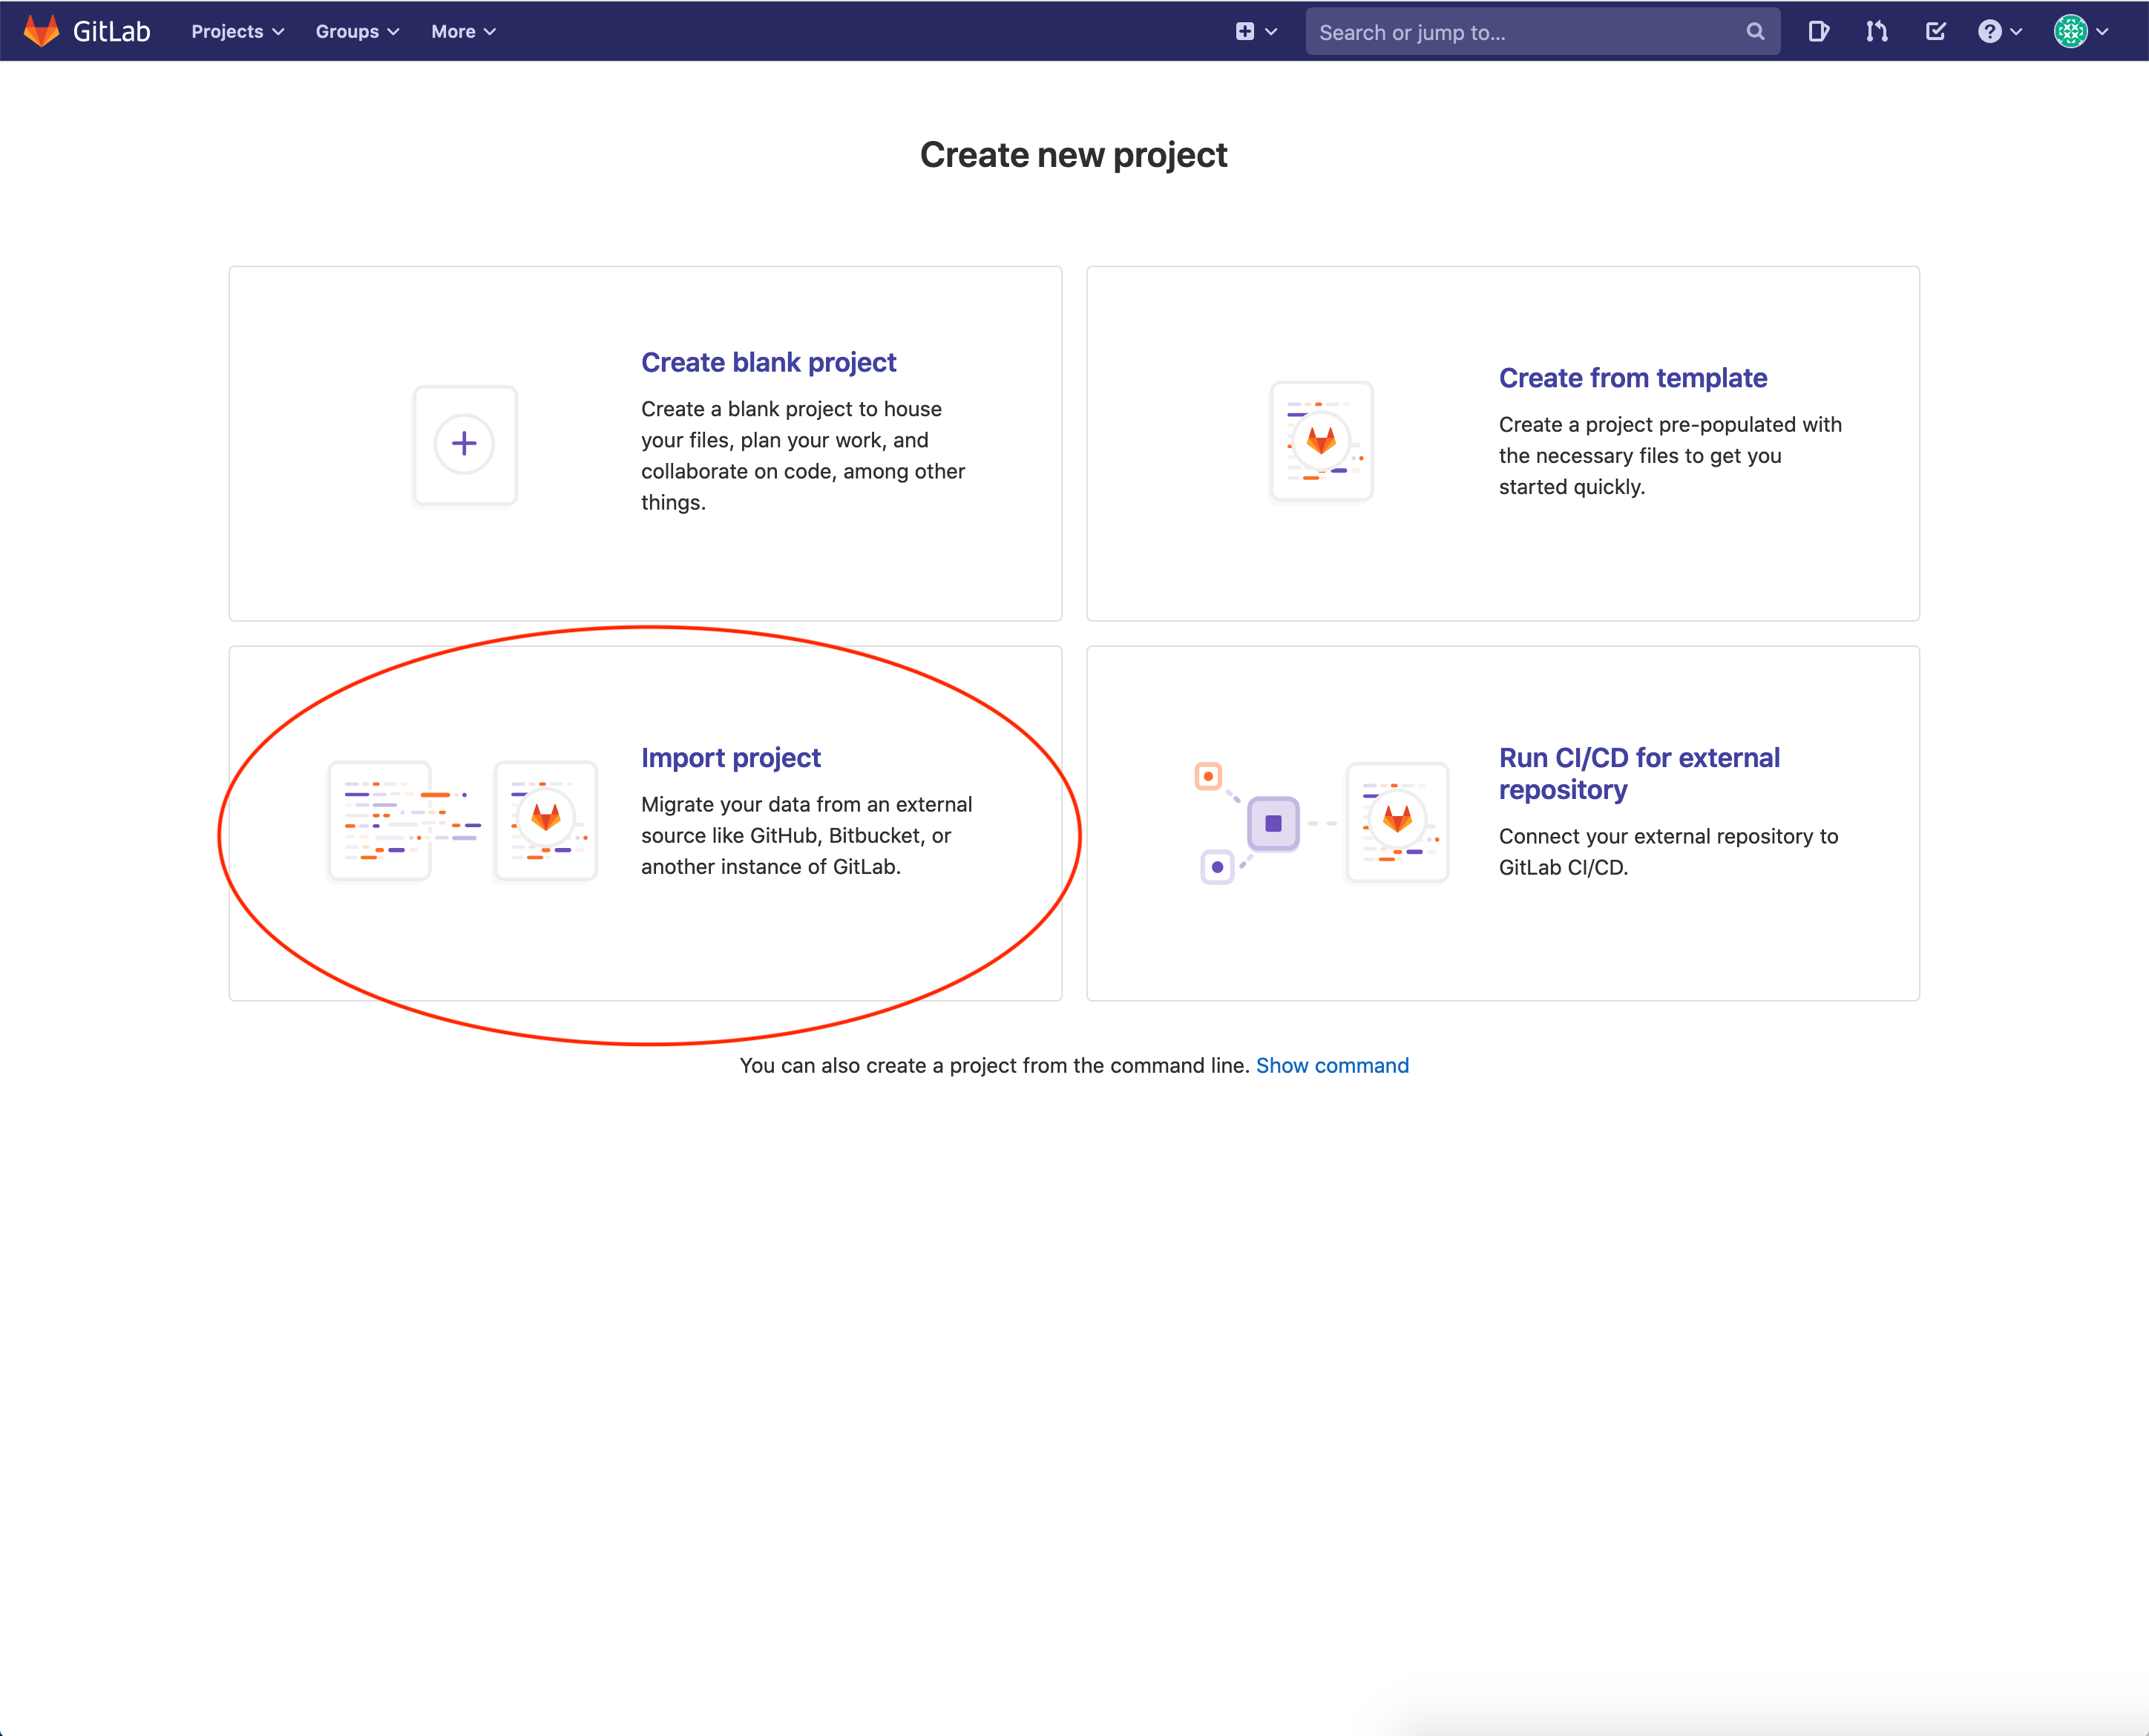 GitLab Projects Groups More Search or jump to...
Create new project
Create blank project
Create a blank project to house
your files, plan your work, and
collaborate on code, among other
things.
Create from template
Create a project pre-populated with
the necessary files to get you
started quickly.
Import project
Migrate your data from an external
source like GitHub, Bitbucket, or
another instance of GitLab.
Run CI/CD for external
repository
Connect your external repository to
GitLab CI/CD.
You can also create a project from the command line. Show command